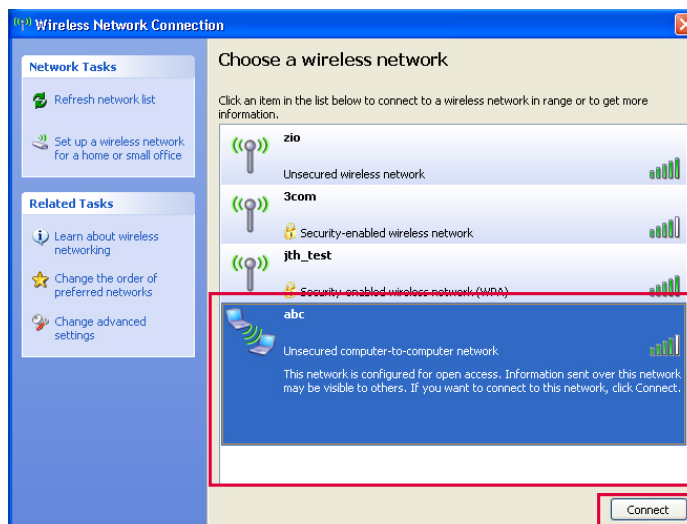 Wireless Network Connection
Network Tasks
Refresh network list
Set up a wireless network
for a home or small office
Related Tasks
Learn about wireless
networking
Change the order of
preferred networks
Change advanced
settings
Choose a wireless network
Click an item in the list below to connect to a wireless network in range or to get more
information.
zio
Unsecured wireless network
3com
Security-enabled wireless network
jth_test
Security-enabled wireless network (WPA)
abc
Unsecured computer-to-computer network
This network is configured for open access. Information sent over this network
may be visible to others. If you want to connect to this network, click Connect.
Connect